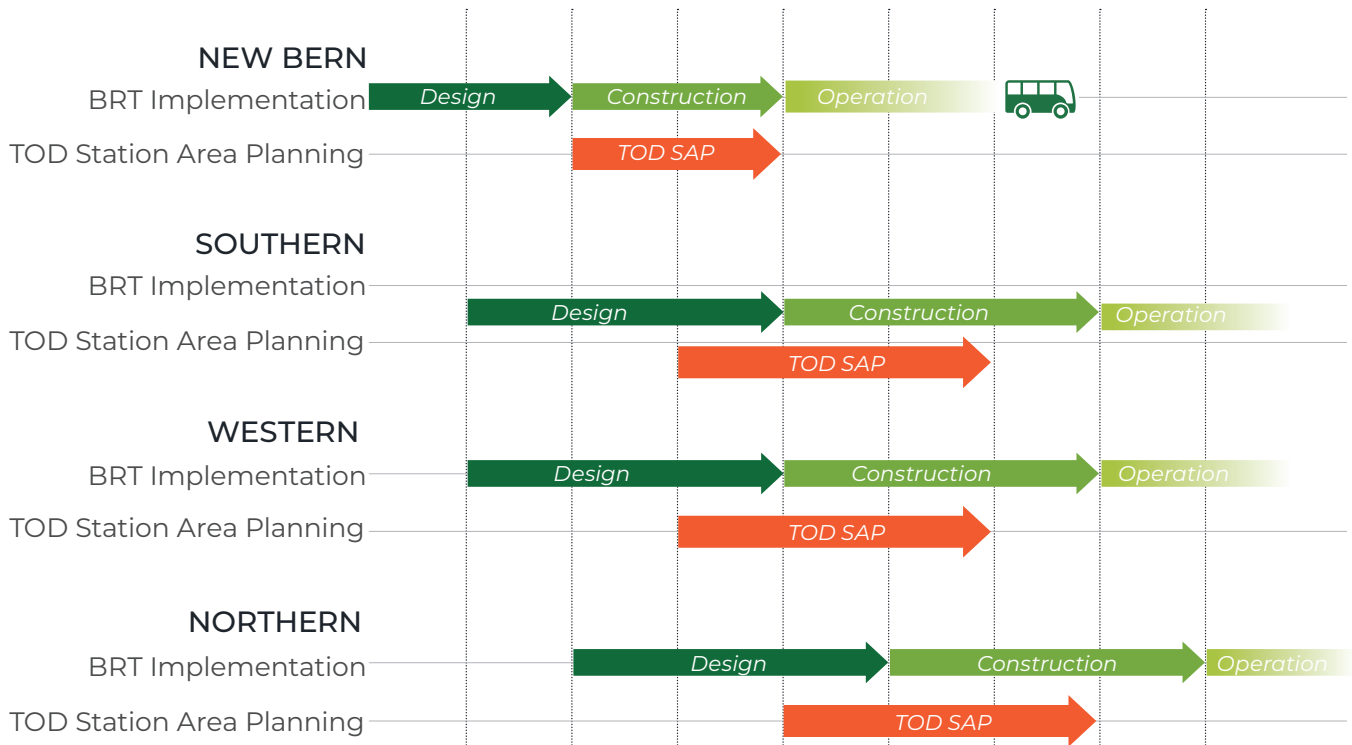 NEW BERN
BRT Implementation
Design Construction Operation
TOD Station Area Planning
TOD SAP
SOUTHERN
BRT Implementation
Design Construction Operation
TOD Station Area Planning
TOD SAP
WESTERN
BRT Implementation
Design Construction Operation
TOD Station Area Planning
TOD SAP
NORTHERN
BRT Implementation
Design Construction Operation
TOD Station Area Planning
TOD SAP